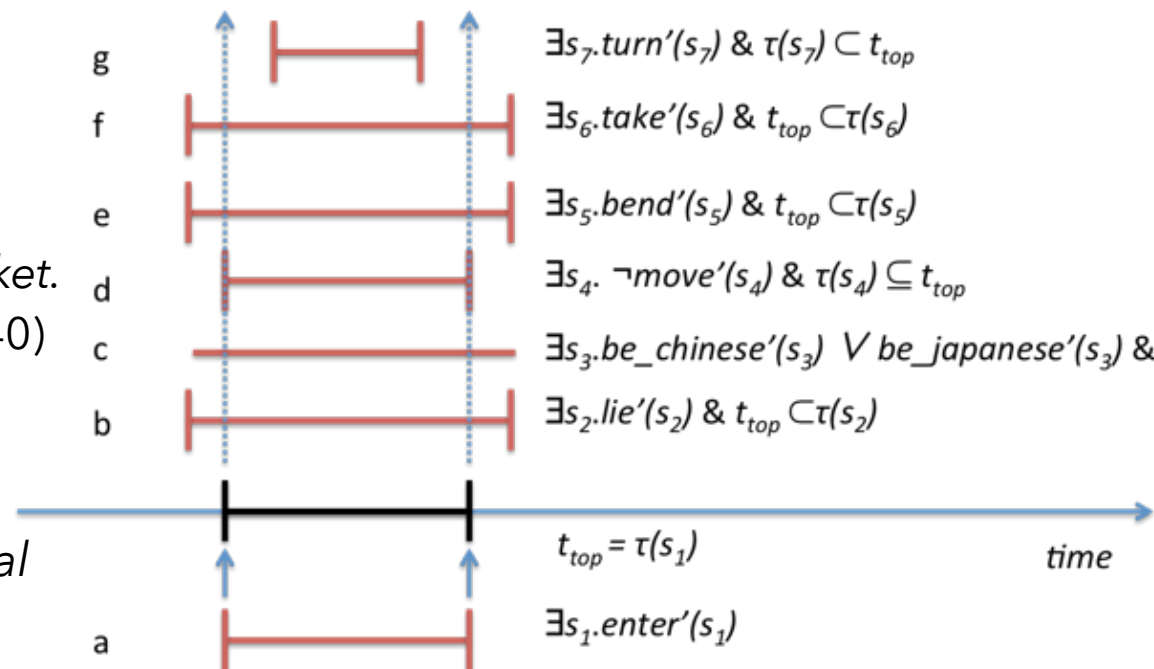 g ∃s₇.turn’(s₇) & τ(s₇) ⊂ t_top
f ∃s₆.take’(s₆) & t_top ⊂τ(s₆)
e ∃s₅.bend’(s₅) & t_top ⊂τ(s₅)
ket.
d ∃s₄. ¬move’(s₄) & τ(s₄) ⊆ t_top
0)
c ∃s₃.be_chinese’(s₃) ∨ be_japanese’(s₃) &
b ∃s₂.lie’(s₂) & t_top ⊂τ(s₂)
t_top = τ(s₁) time
al
a ∃s₁.enter’(s₁)